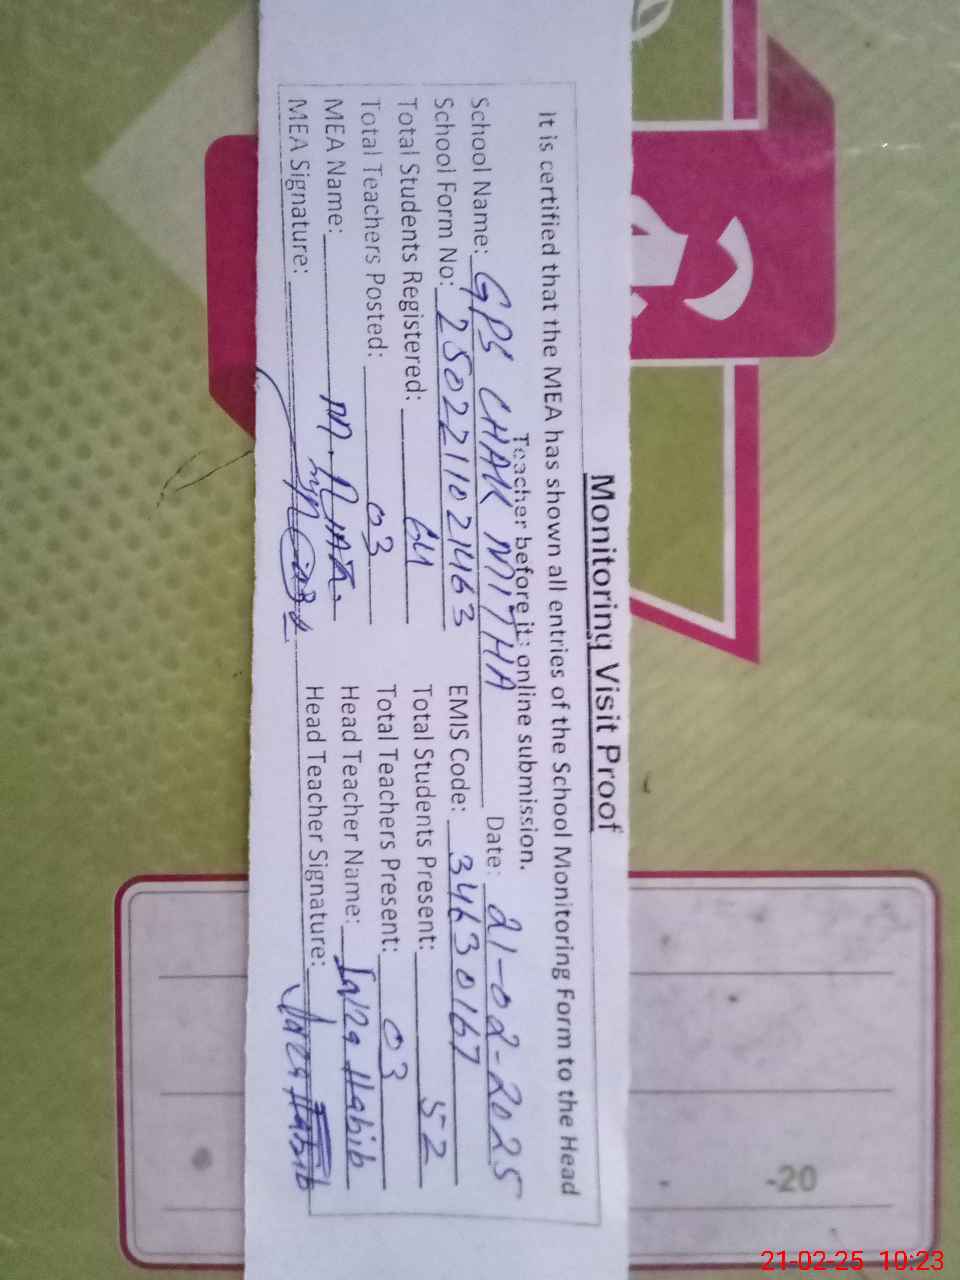 Monitoring Visit Proof
It is certified that the MEA has shown all entries of the School Monitoring Form to the Head
Teacher before its online submission.
School Name: GPS CHAK MITHA Date: 21-02-2025
School Form No: 2502211021463 EMIS Code: 34630167
Total Students Registered: 64 Total Students Present: 52
Total Teachers Posted: 03 Total Teachers Present: 03
MEA Name: M. Head Teacher Name: Habib
MEA Signature: Head Teacher Signature: Habib
-20
21-02-25 10:23